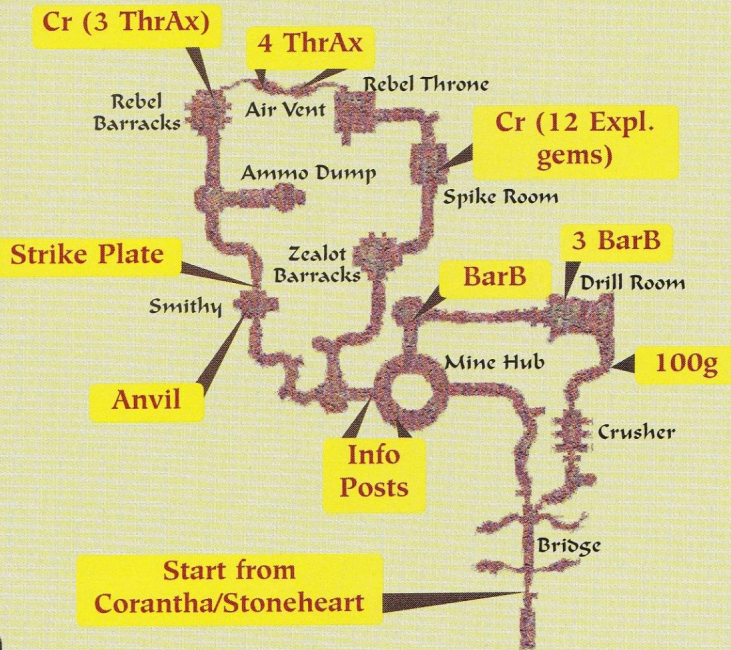 Cr (3 ThrAx)
4 ThrAx
Rebel Throne
Rebel
Barracks
Air Vent
Cr (12 Expl.
gems)
Ammo Dump
Spike Room
Strike Plate
Zealot
Barracks
3 BarB
BarB
Drill Room
Smithy
Mine Hub
100g
Anvil
Crusher
Info
Posts
Bridge
Start from
Corantha/Stoneheart